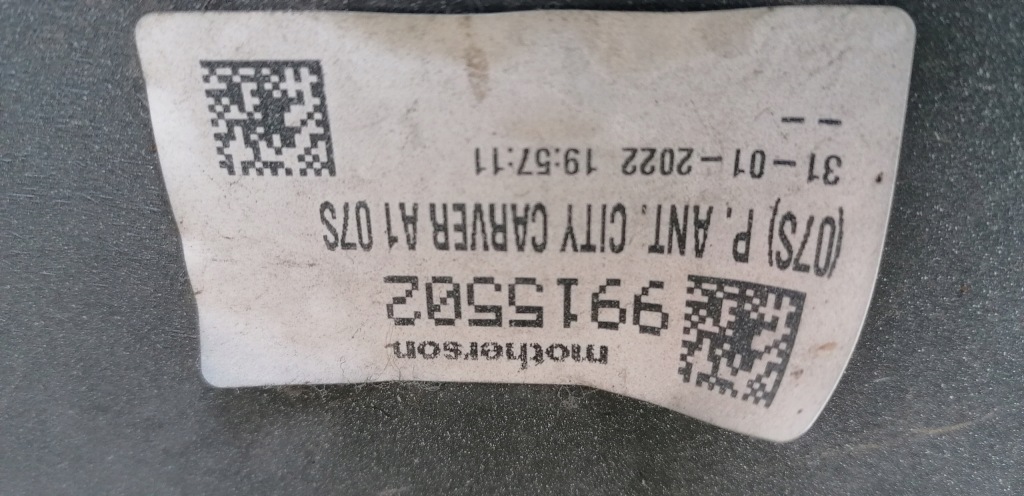 motherson
9915502
(07S) P. ANT. CITY CARVER A1 07S
31-01-2022 19:57:11
- -